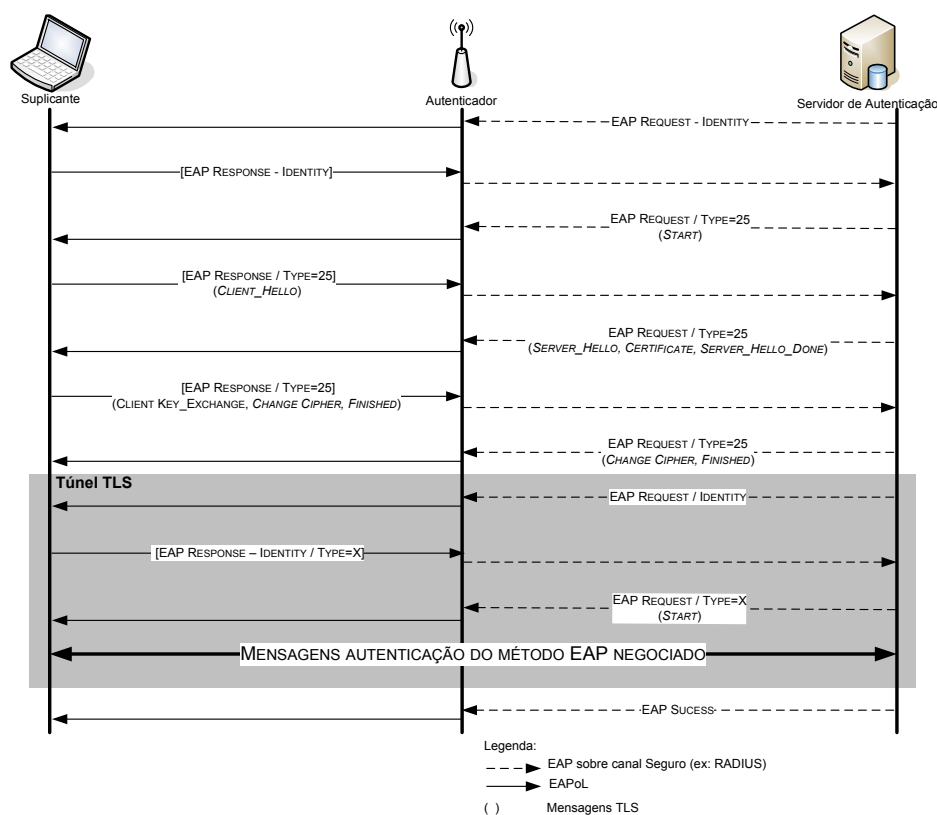 Suplicante
Autenticador
Servidor de Autenticação
EAP REQUEST - IDENTITY
[EAP RESPONSE - IDENTITY]
EAP REQUEST / TYPE=25
(START)
[EAP RESPONSE / TYPE=25]
(CLIENT_HELLO)
EAP REQUEST / TYPE=25
(SERVER_HELLO, CERTIFICATE, SERVER_HELLO_DONE)
[EAP RESPONSE / TYPE=25]
(CLIENT KEY_EXCHANGE, CHANGE CIPHER, FINISHED)
EAP REQUEST / TYPE=25
(CHANGE CIPHER, FINISHED)
Túnel TLS
EAP REQUEST / IDENTITY
[EAP RESPONSE – IDENTITY / TYPE=X]
EAP REQUEST / TYPE=X
(START)
MENSAGENS AUTENTICAÇÃO DO MÉTODO EAP NEGOCIADO
EAP SUCESS
Legenda:
EAP sobre canal Seguro (ex: RADIUS)
EAPoL
( ) Mensagens TLS